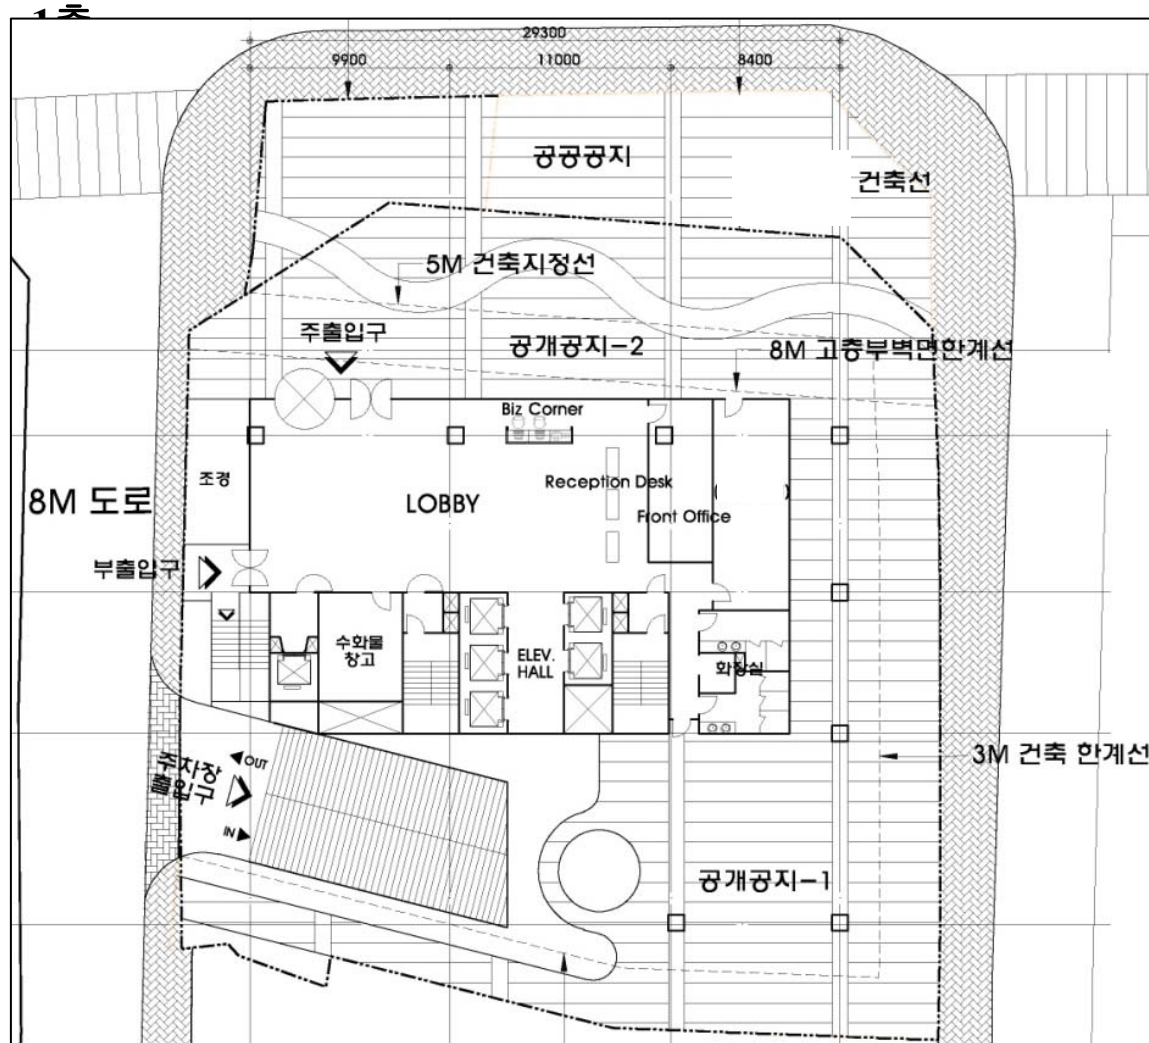 1층
29300
9900
11000
8400
공공공지
건축선
5M 건축지정선
주출입구
공개공지-2
8M 고층부벽면한계선
Biz Corner
조경
Reception Desk
8M 도로
LOBBY
Front Office
부출입구
수화물
창고
ELEV.
HALL
화장실
OUT
주차장
출입구
IN
3M 건축 한계선
공개공지-1